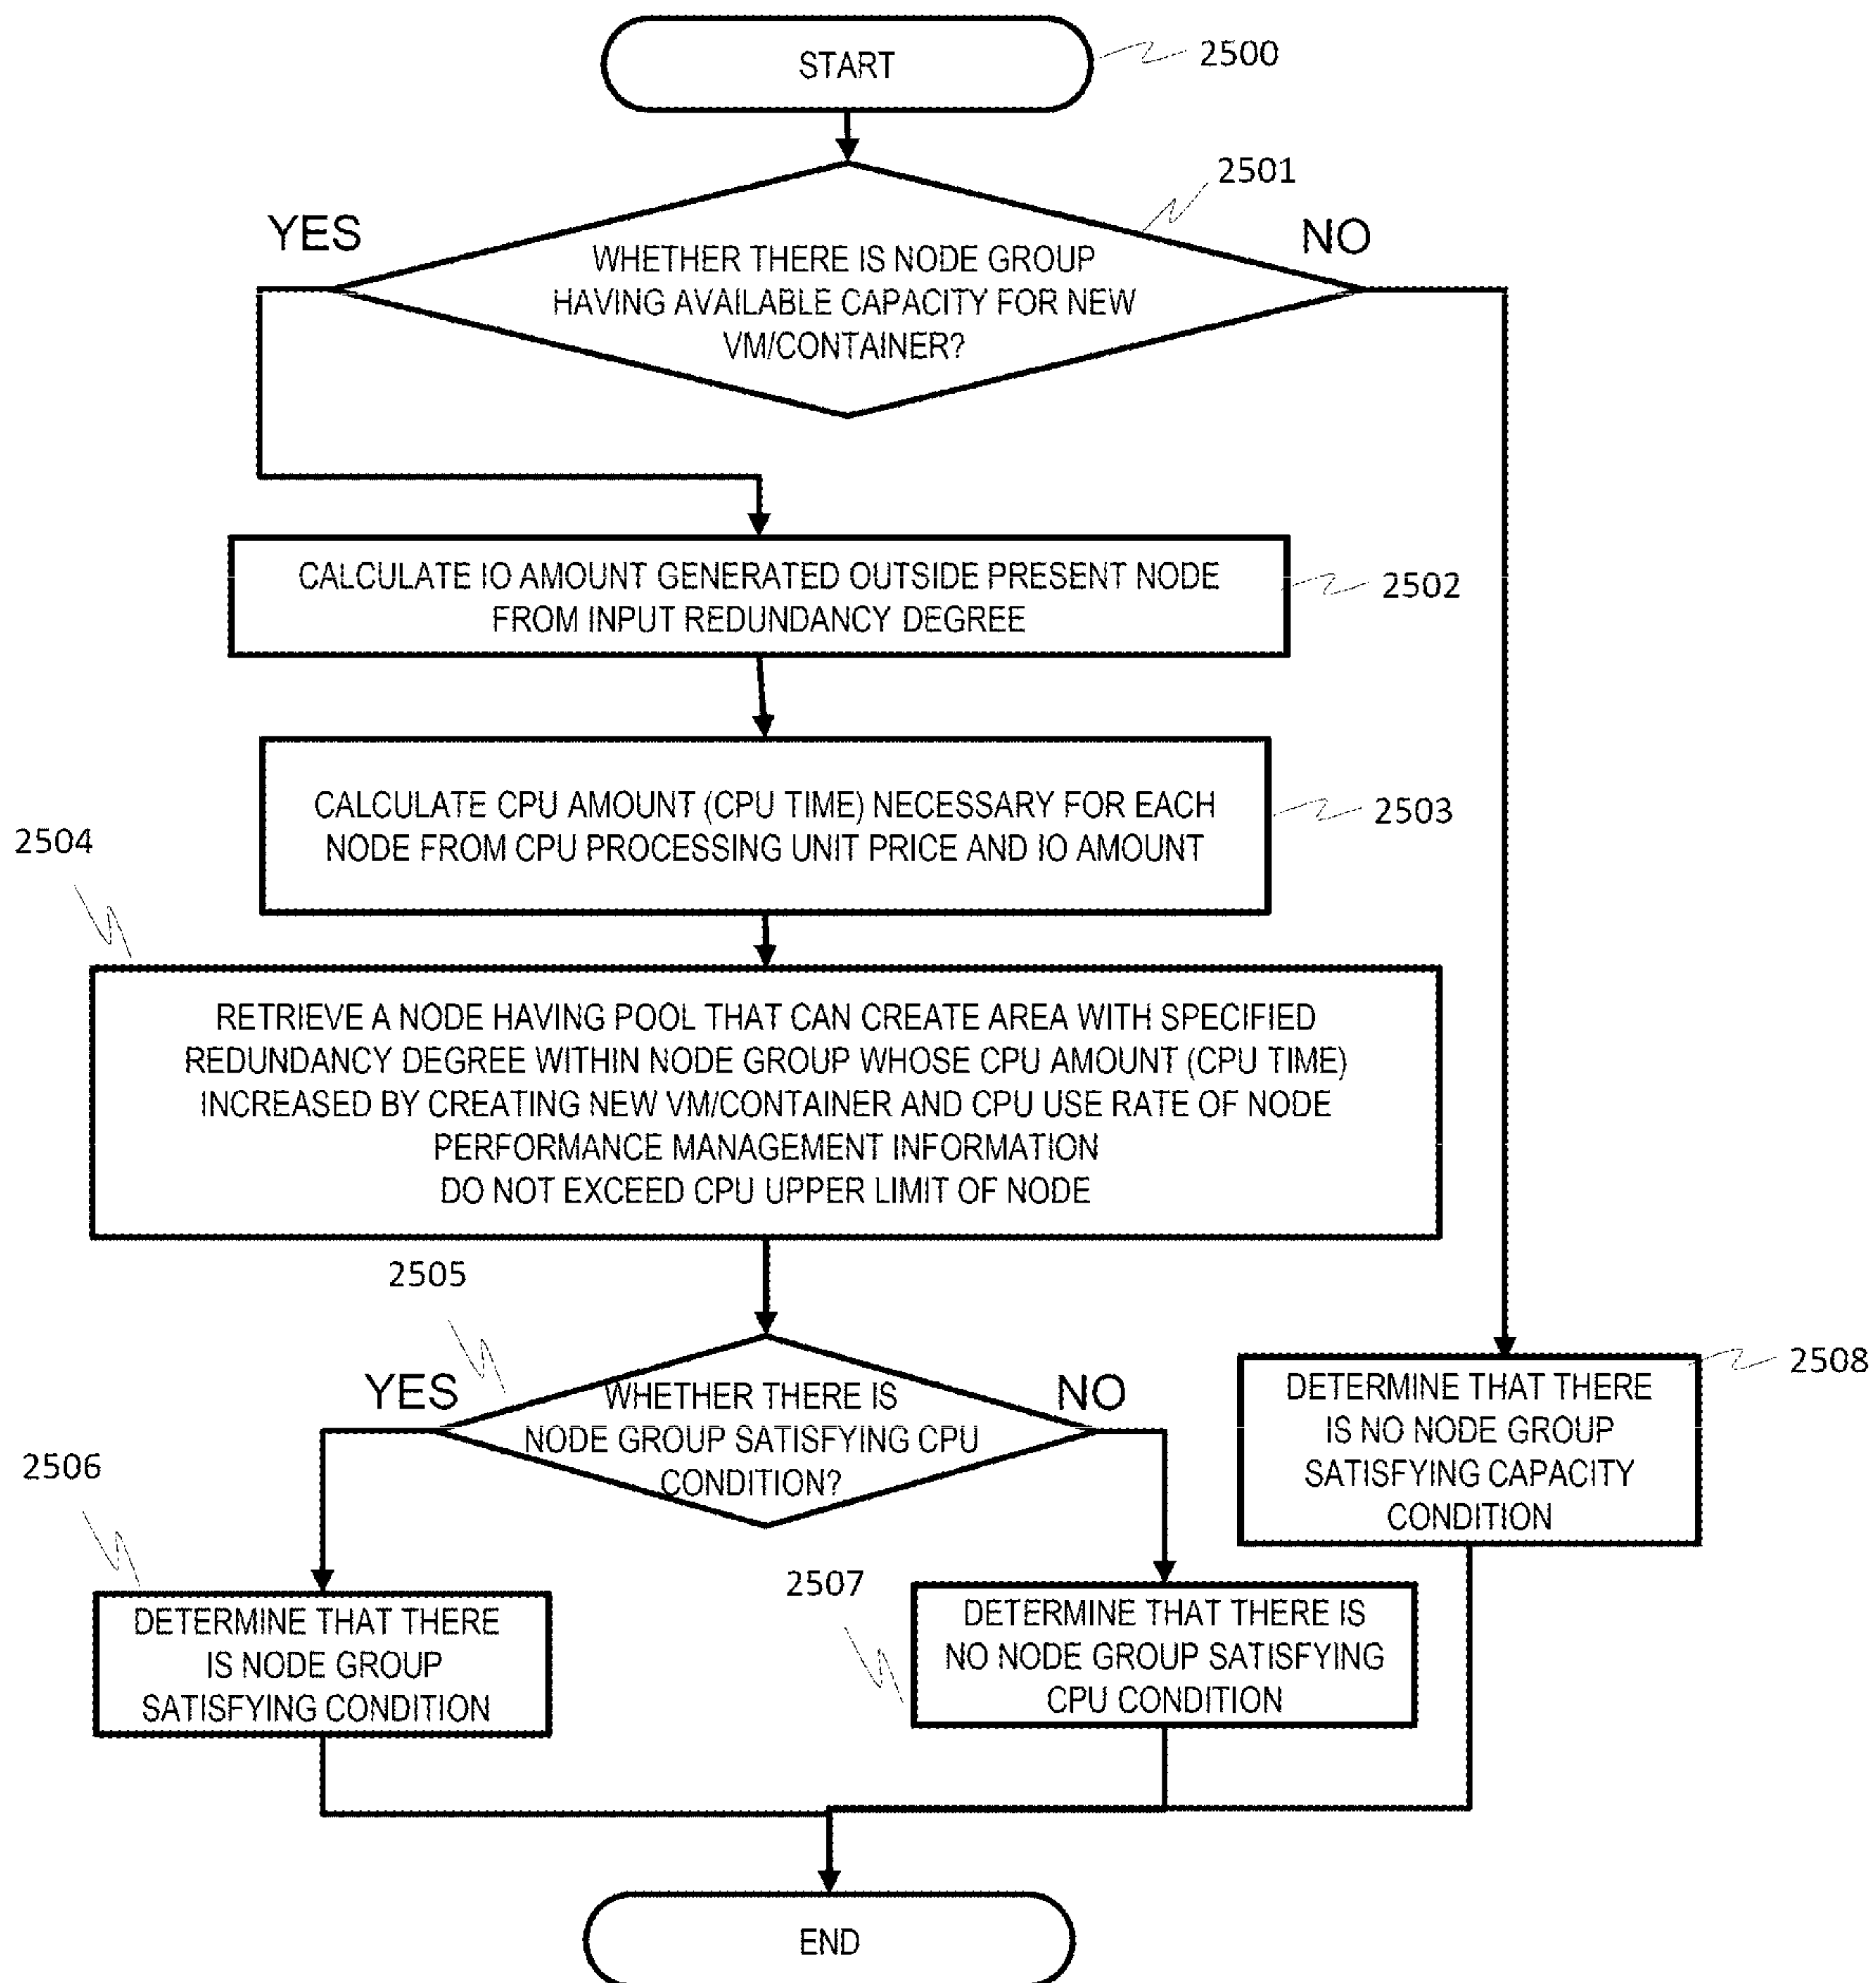 START
2500
2501
YES
NO
WHETHER THERE IS NODE GROUP
HAVING AVAILABLE CAPACITY FOR NEW
VM/CONTAINER?
CALCULATE IO AMOUNT GENERATED OUTSIDE PRESENT NODE
FROM INPUT REDUNDANCY DEGREE
2502
CALCULATE CPU AMOUNT (CPU TIME) NECESSARY FOR EACH
NODE FROM CPU PROCESSING UNIT PRICE AND IO AMOUNT
2503
2504
RETRIEVE A NODE HAVING POOL THAT CAN CREATE AREA WITH SPECIFIED
REDUNDANCY DEGREE WITHIN NODE GROUP WHOSE CPU AMOUNT (CPU TIME)
INCREASED BY CREATING NEW VM/CONTAINER AND CPU USE RATE OF NODE
PERFORMANCE MANAGEMENT INFORMATION
DO NOT EXCEED CPU UPPER LIMIT OF NODE
2505
YES
NO
WHETHER THERE IS
NODE GROUP SATISFYING CPU
CONDITION?
2508
DETERMINE THAT THERE
IS NO NODE GROUP
SATISFYING CAPACITY
CONDITION
2506
DETERMINE THAT THERE
IS NODE GROUP
SATISFYING CONDITION
2507
DETERMINE THAT THERE IS
NO NODE GROUP SATISFYING
CPU CONDITION
END